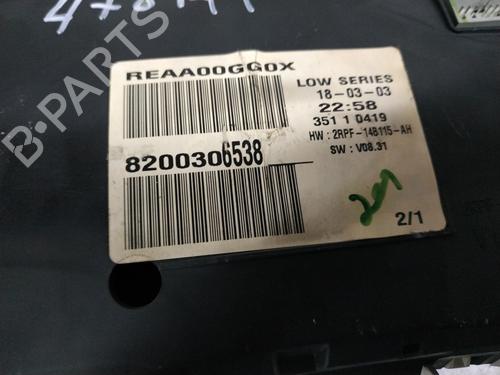 REAA00GG0X
LOW SERIES
18-03-03
22:58
351 1 0419
HW : 2RPF-14B115-AH
SW : V08.31
8200306538
2/1
B-PARTS